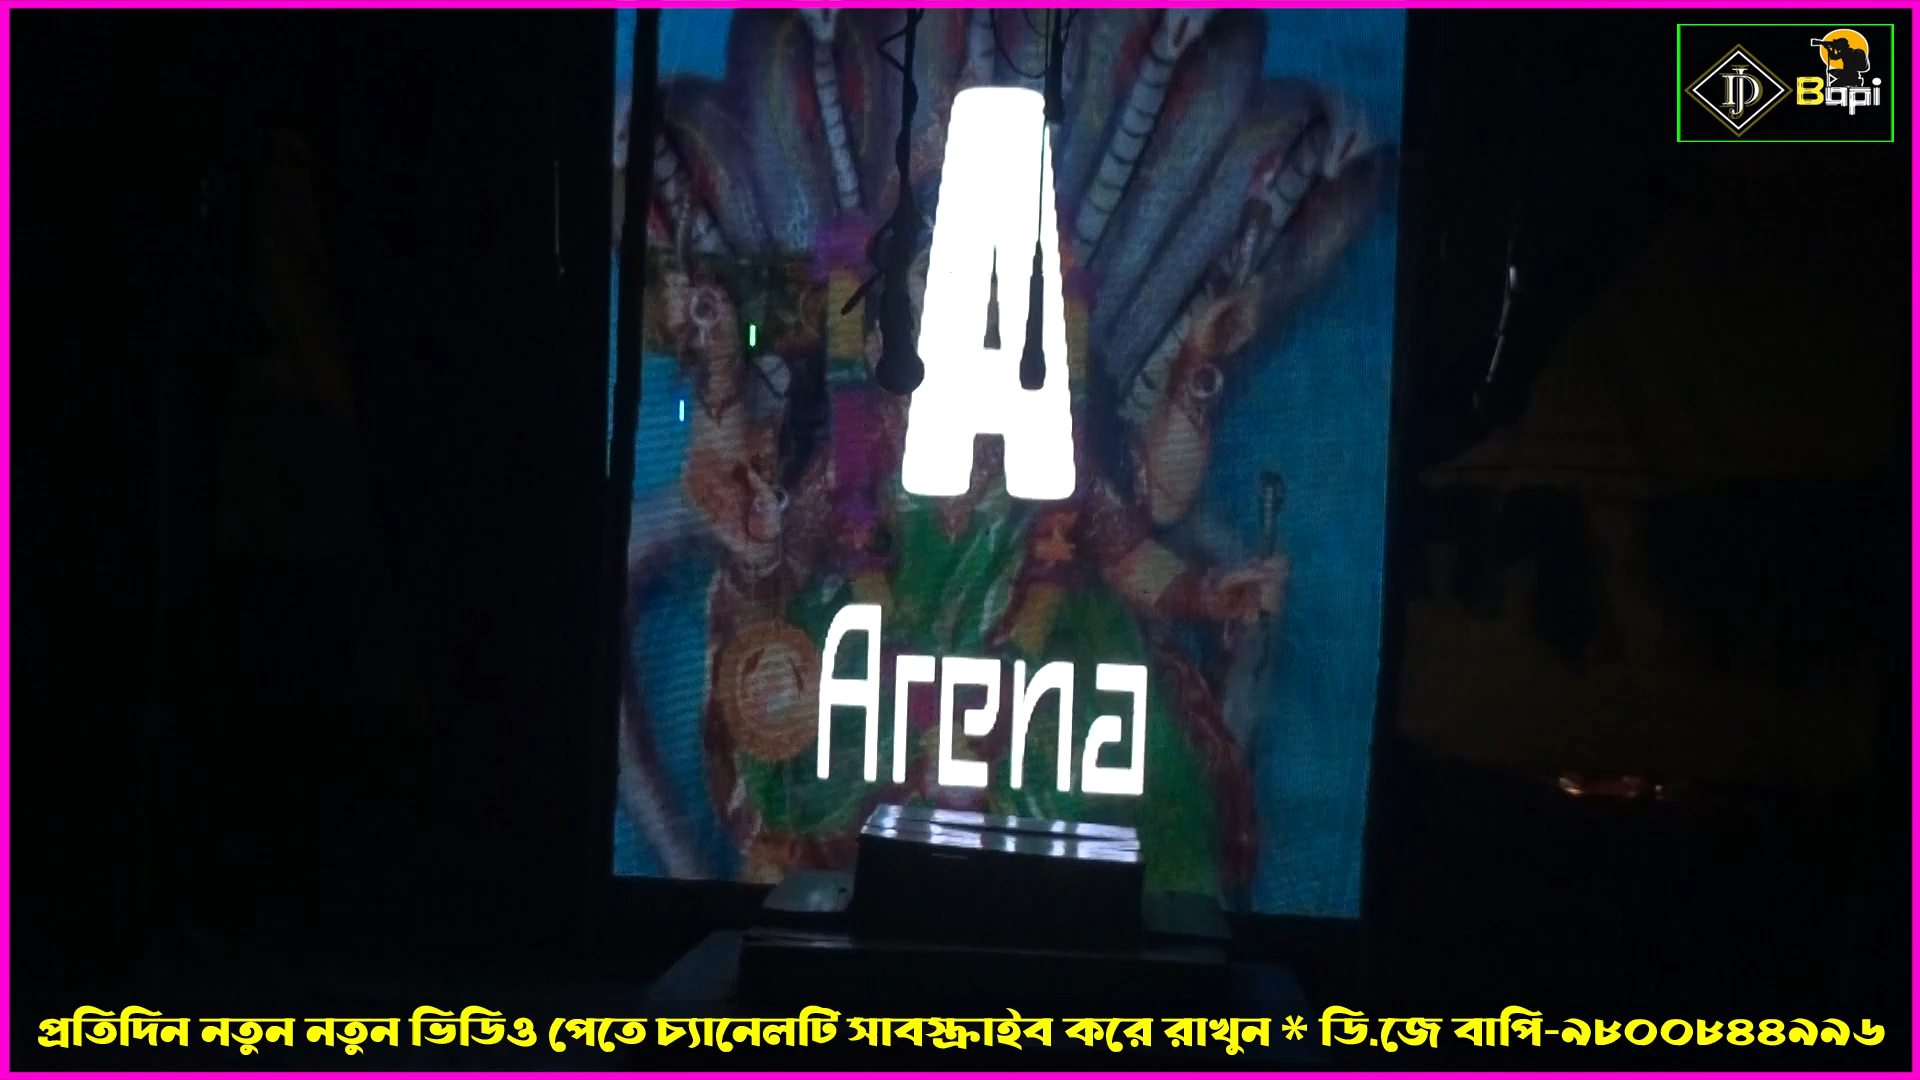 DJ
Bapi
A
Arena
প্রতিদিন নতুন নতুন ভিডিও পেতে চ্যানেলটি সাবস্ক্রাইব করে রাখুন * ডি.জে বাপি-৯৮০০৮৪৪৯৯৬